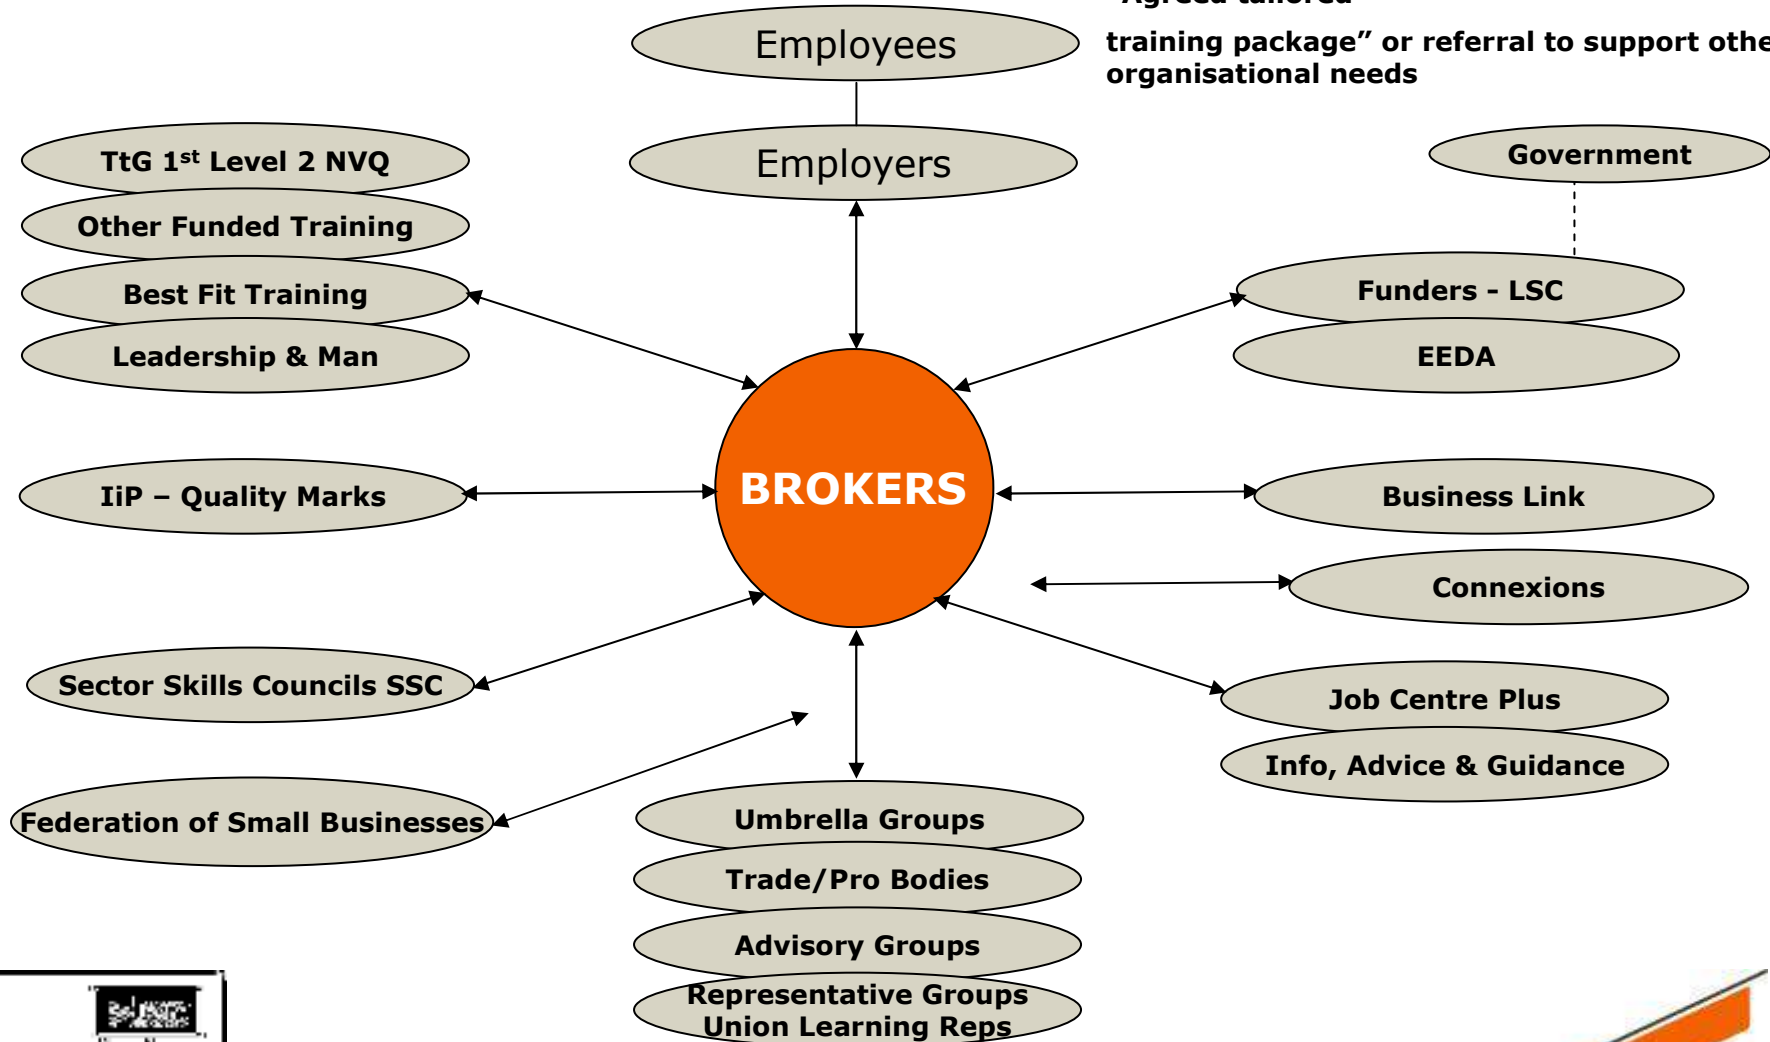 "Agreed tailored
training package” or referral to support othe
organisational needs
Employees
Employers
TtG 1st Level 2 NVQ
Other Funded Training
Best Fit Training
Leadership & Man
Government
Funders - LSC
EEDA
BROKERS
IiP – Quality Marks
Business Link
Connexions
Sector Skills Councils SSC
Job Centre Plus
Info, Advice & Guidance
Federation of Small Businesses
Umbrella Groups
Trade/Pro Bodies
Advisory Groups
Representative Groups
Union Learning Reps